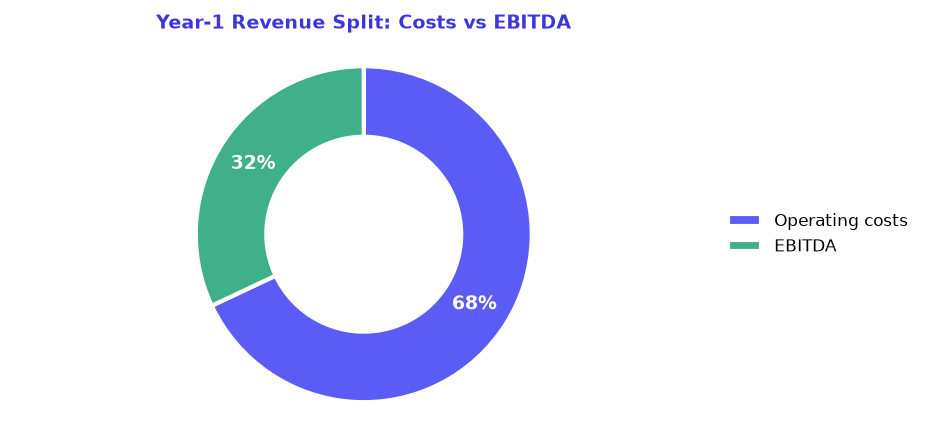 Year-1 Revenue Split: Costs vs EBITDA
32%
68%
Operating costs
EBITDA